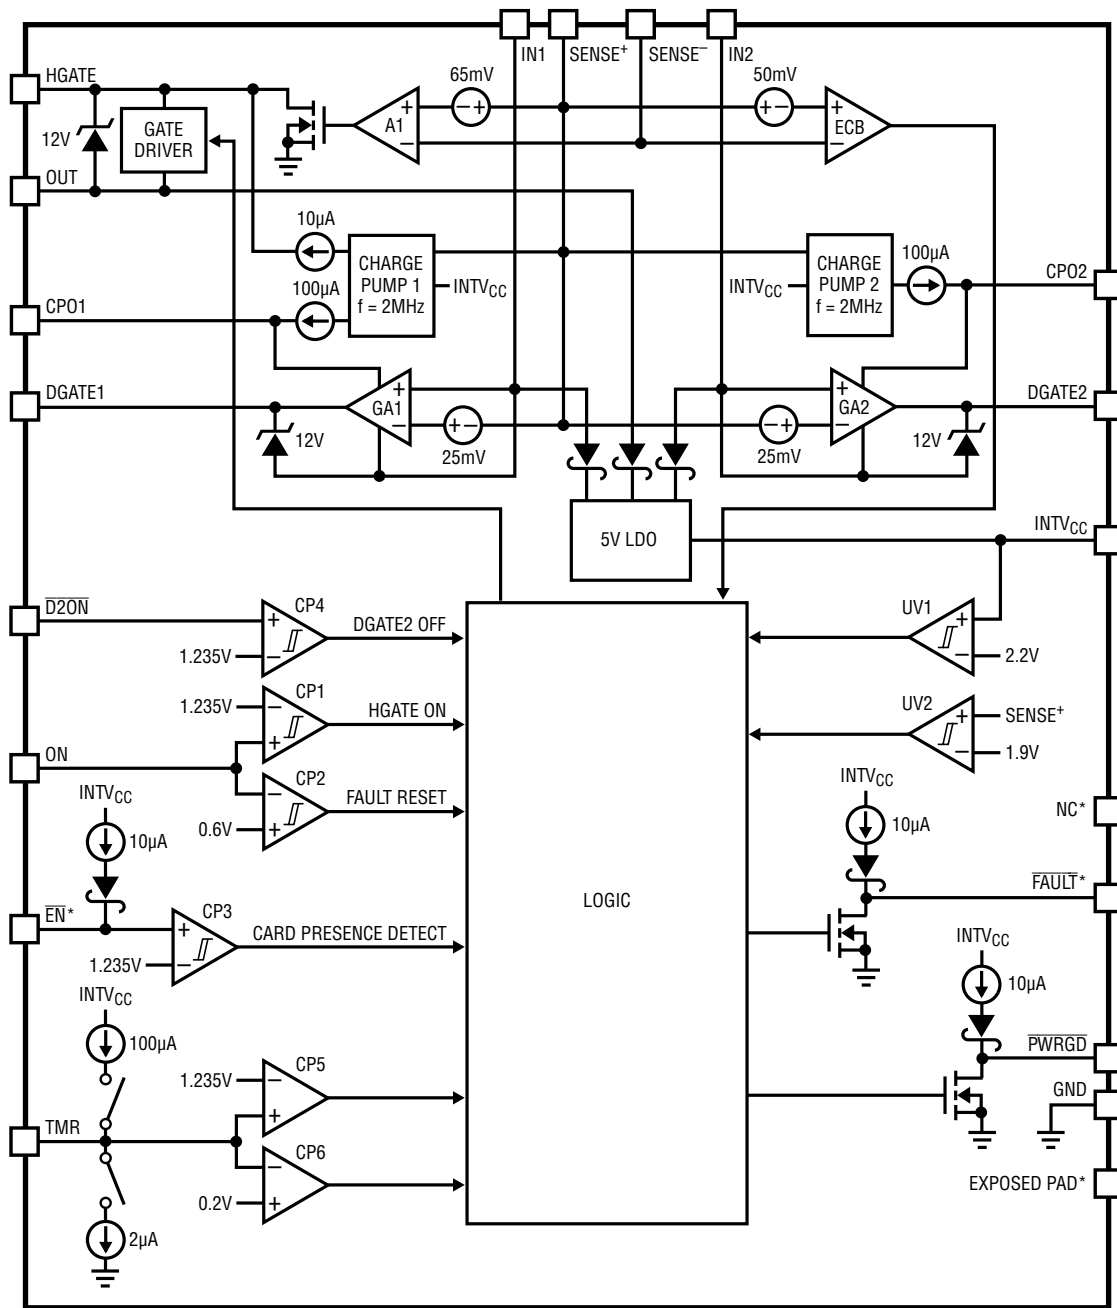 IN1
SENSE+
SENSE−
IN2
HGATE
65mV
50mV
+
− +
+ −
+
A1
ECB
−
−
12V
GATE
DRIVER
OUT
10µA
CHARGE
PUMP 1
f = 2MHz
INTVCC
100µA
INTVCC
CHARGE
PUMP 2
f = 2MHz
100µA
CPO2
CPO1
DGATE1
DGATE2
+
GA1
−
+ −
25mV
12V
− +
25mV
+
GA2
−
12V
5V LDO
INTVCC
D2ON
CP4
+
−
1.235V
DGATE2 OFF
UV1
+
−
2.2V
CP1
1.235V
−
+
HGATE ON
UV2
+
SENSE+
−
1.9V
ON
CP2
−
0.6V
+
FAULT RESET
INTVCC
10µA
INTVCC
10µA
NC*
LOGIC
FAULT*
EN*
CP3
+
−
1.235V
CARD PRESENCE DETECT
INTVCC
10µA
INTVCC
100µA
PWRGD
CP5
1.235V
−
+
GND
TMR
CP6
−
0.2V
+
EXPOSED PAD*
2µA